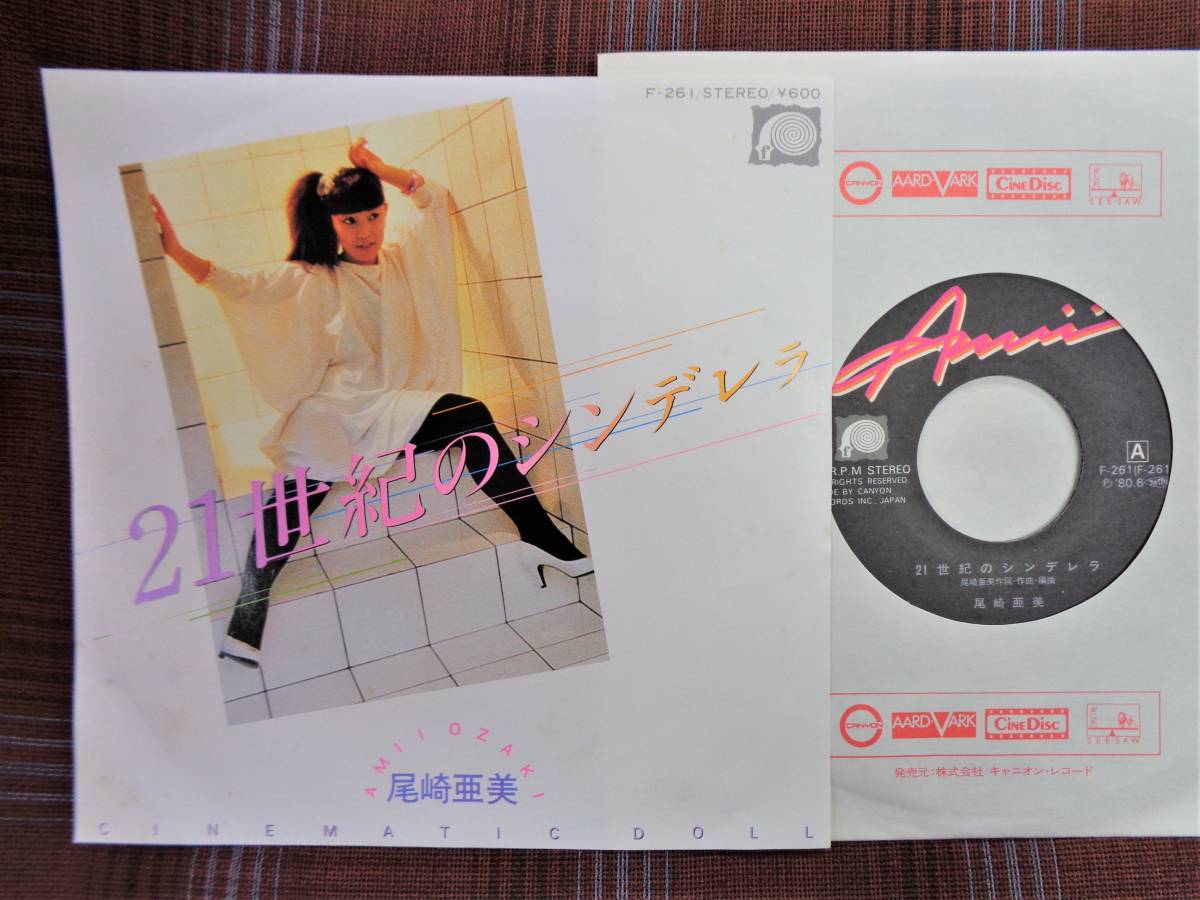 F-261/STEREO/¥600
f
21世紀のシンデレラ
AMII OZAKI
尾崎亜美
CINEMATIC DOLL
CANYON
AARD-VARK
CINEDISC
SEESAW
Amii
f
A
R.P.M STEREO
RIGHTS RESERVED.
DE BY CANYON
ORDS INC. JAPAN
F-261(F-261
Ⓟ'80.6
21世紀のシンデレラ
尾崎亜美作詞・作曲・編曲
尾崎亜美
CANYON
AARD-VARK
CINEDISC
SEESAW
発売元:株式会社 キャニオン・レコード